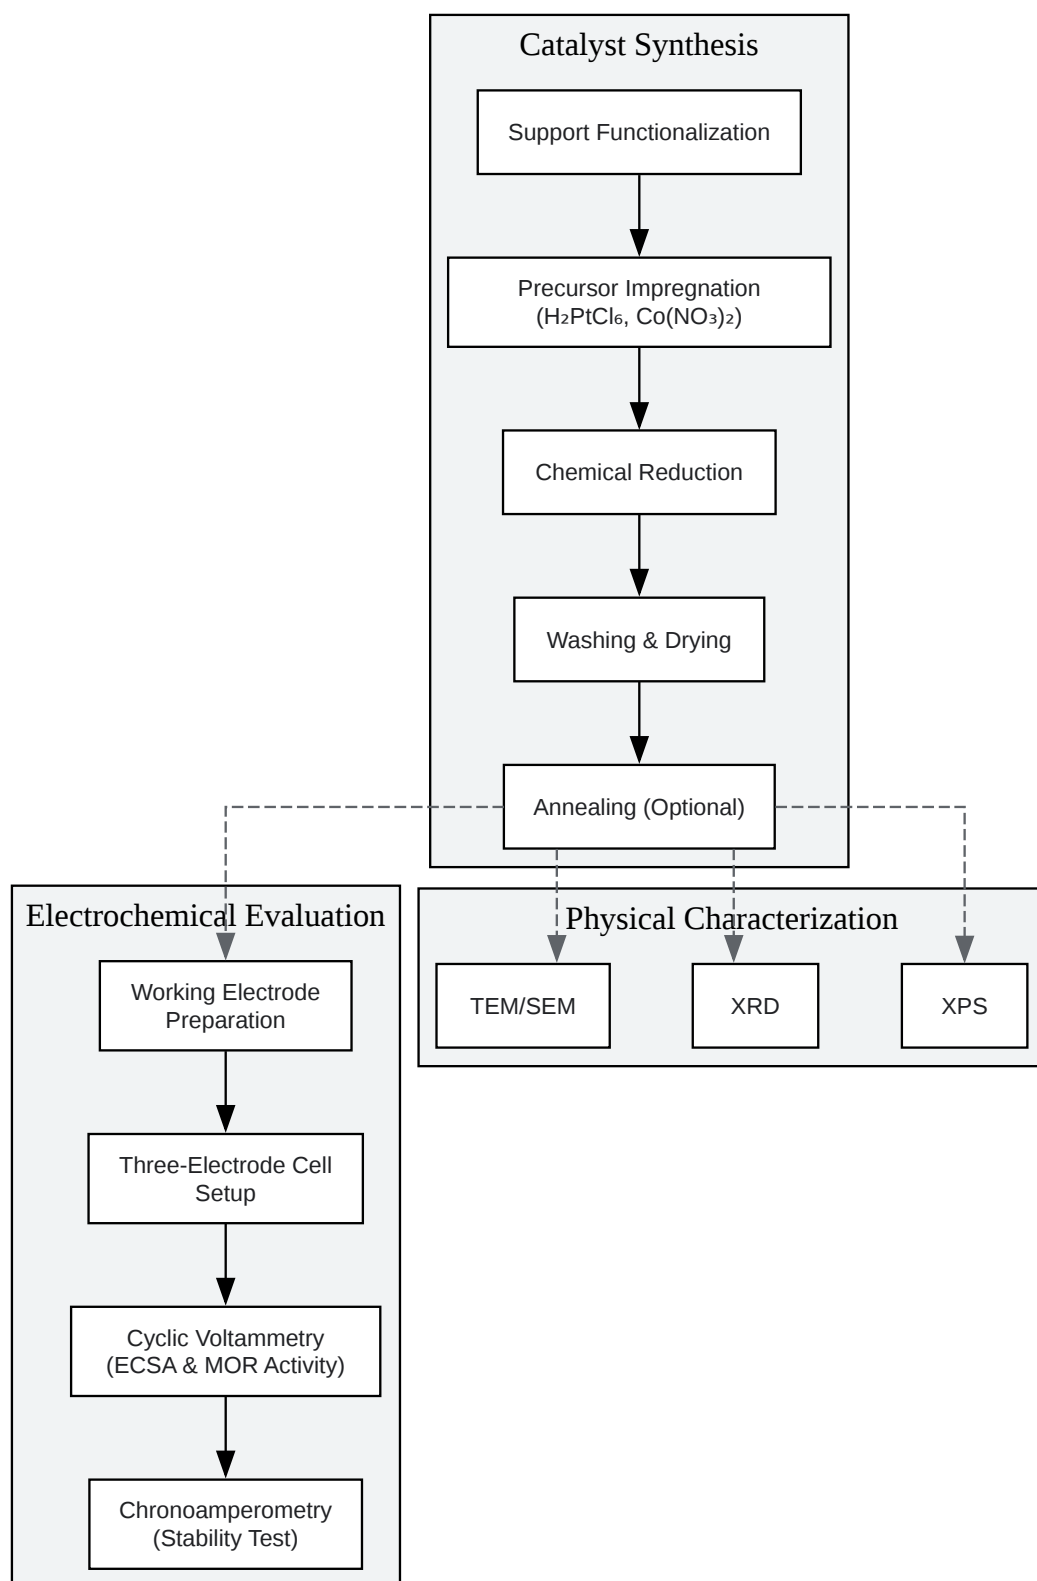 Catalyst Synthesis
Support Functionalization
Precursor Impregnation
(H₂PtCl₆, Co(NO₃)₂)
Chemical Reduction
Washing & Drying
Annealing (Optional)
Electrochemical Evaluation
Working Electrode
Preparation
Three-Electrode Cell
Setup
Cyclic Voltammetry
(ECSA & MOR Activity)
Chronoamperometry
(Stability Test)
Physical Characterization
TEM/SEM
XRD
XPS